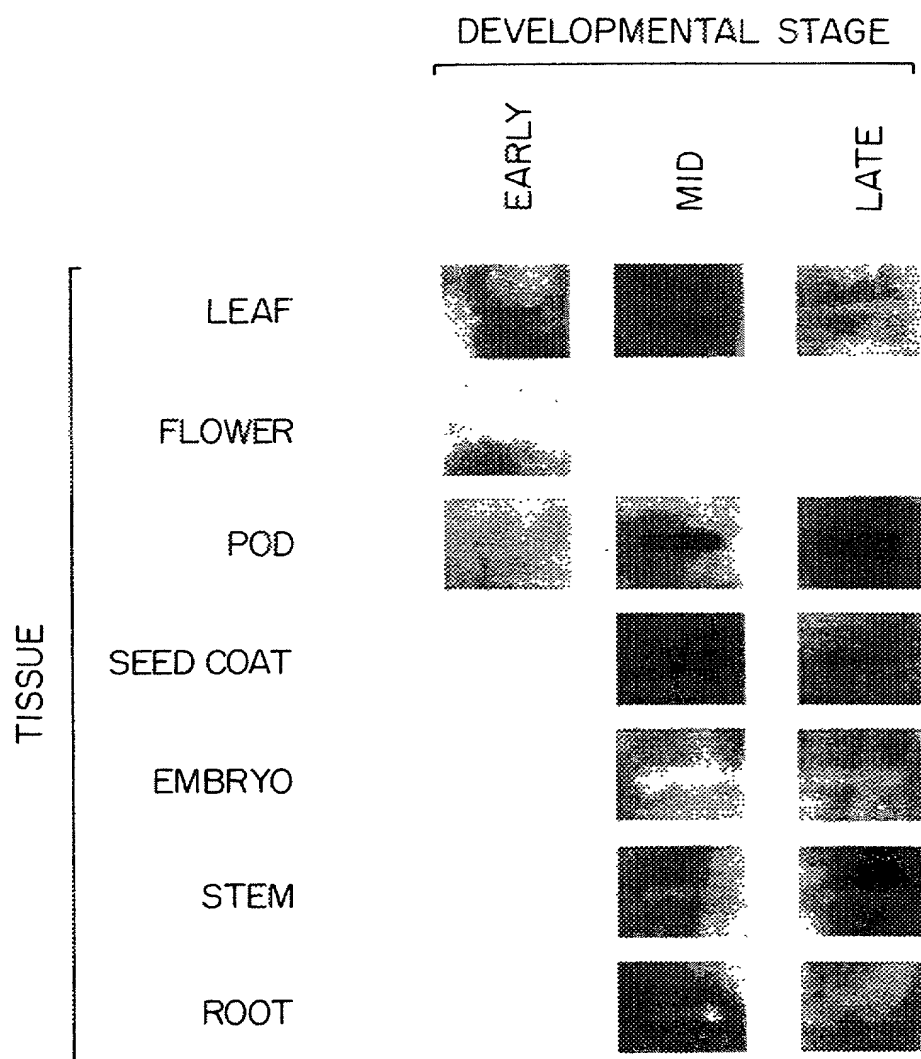 DEVELOPMENTAL STAGE
EARLY
MID
LATE
TISSUE
LEAF
FLOWER
POD
SEED COAT
EMBRYO
STEM
ROOT